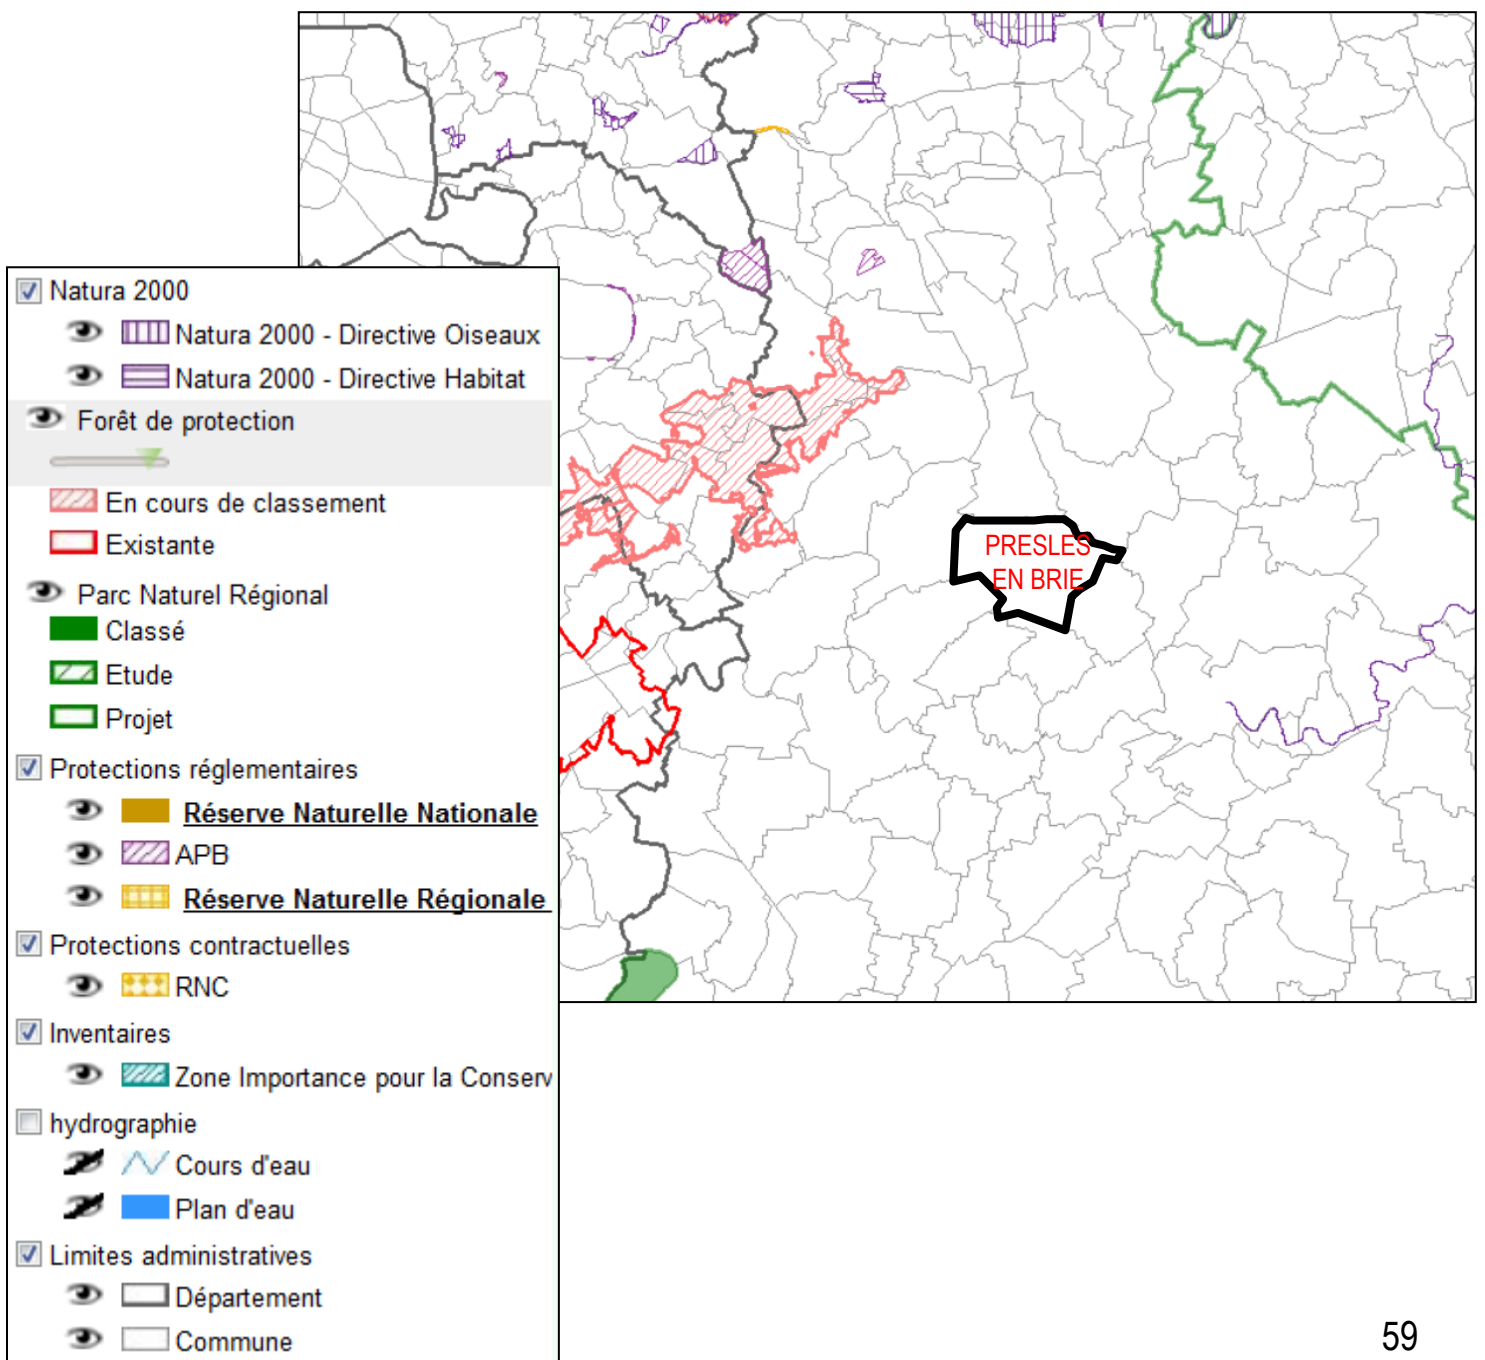 Natura 2000
Natura 2000 - Directive Oiseaux
Natura 2000 - Directive Habitat
Forêt de protection
En cours de classement
Existante
Parc Naturel Régional
Classé
Etude
Projet
Protections réglementaires
Réserve Naturelle Nationale
APB
Réserve Naturelle Régionale
Protections contractuelles
RNC
Inventaires
Zone Importance pour la Conserv
hydrographie
Cours d'eau
Plan d'eau
Limites administratives
Département
Commune
PRESLES
EN BRIE
59